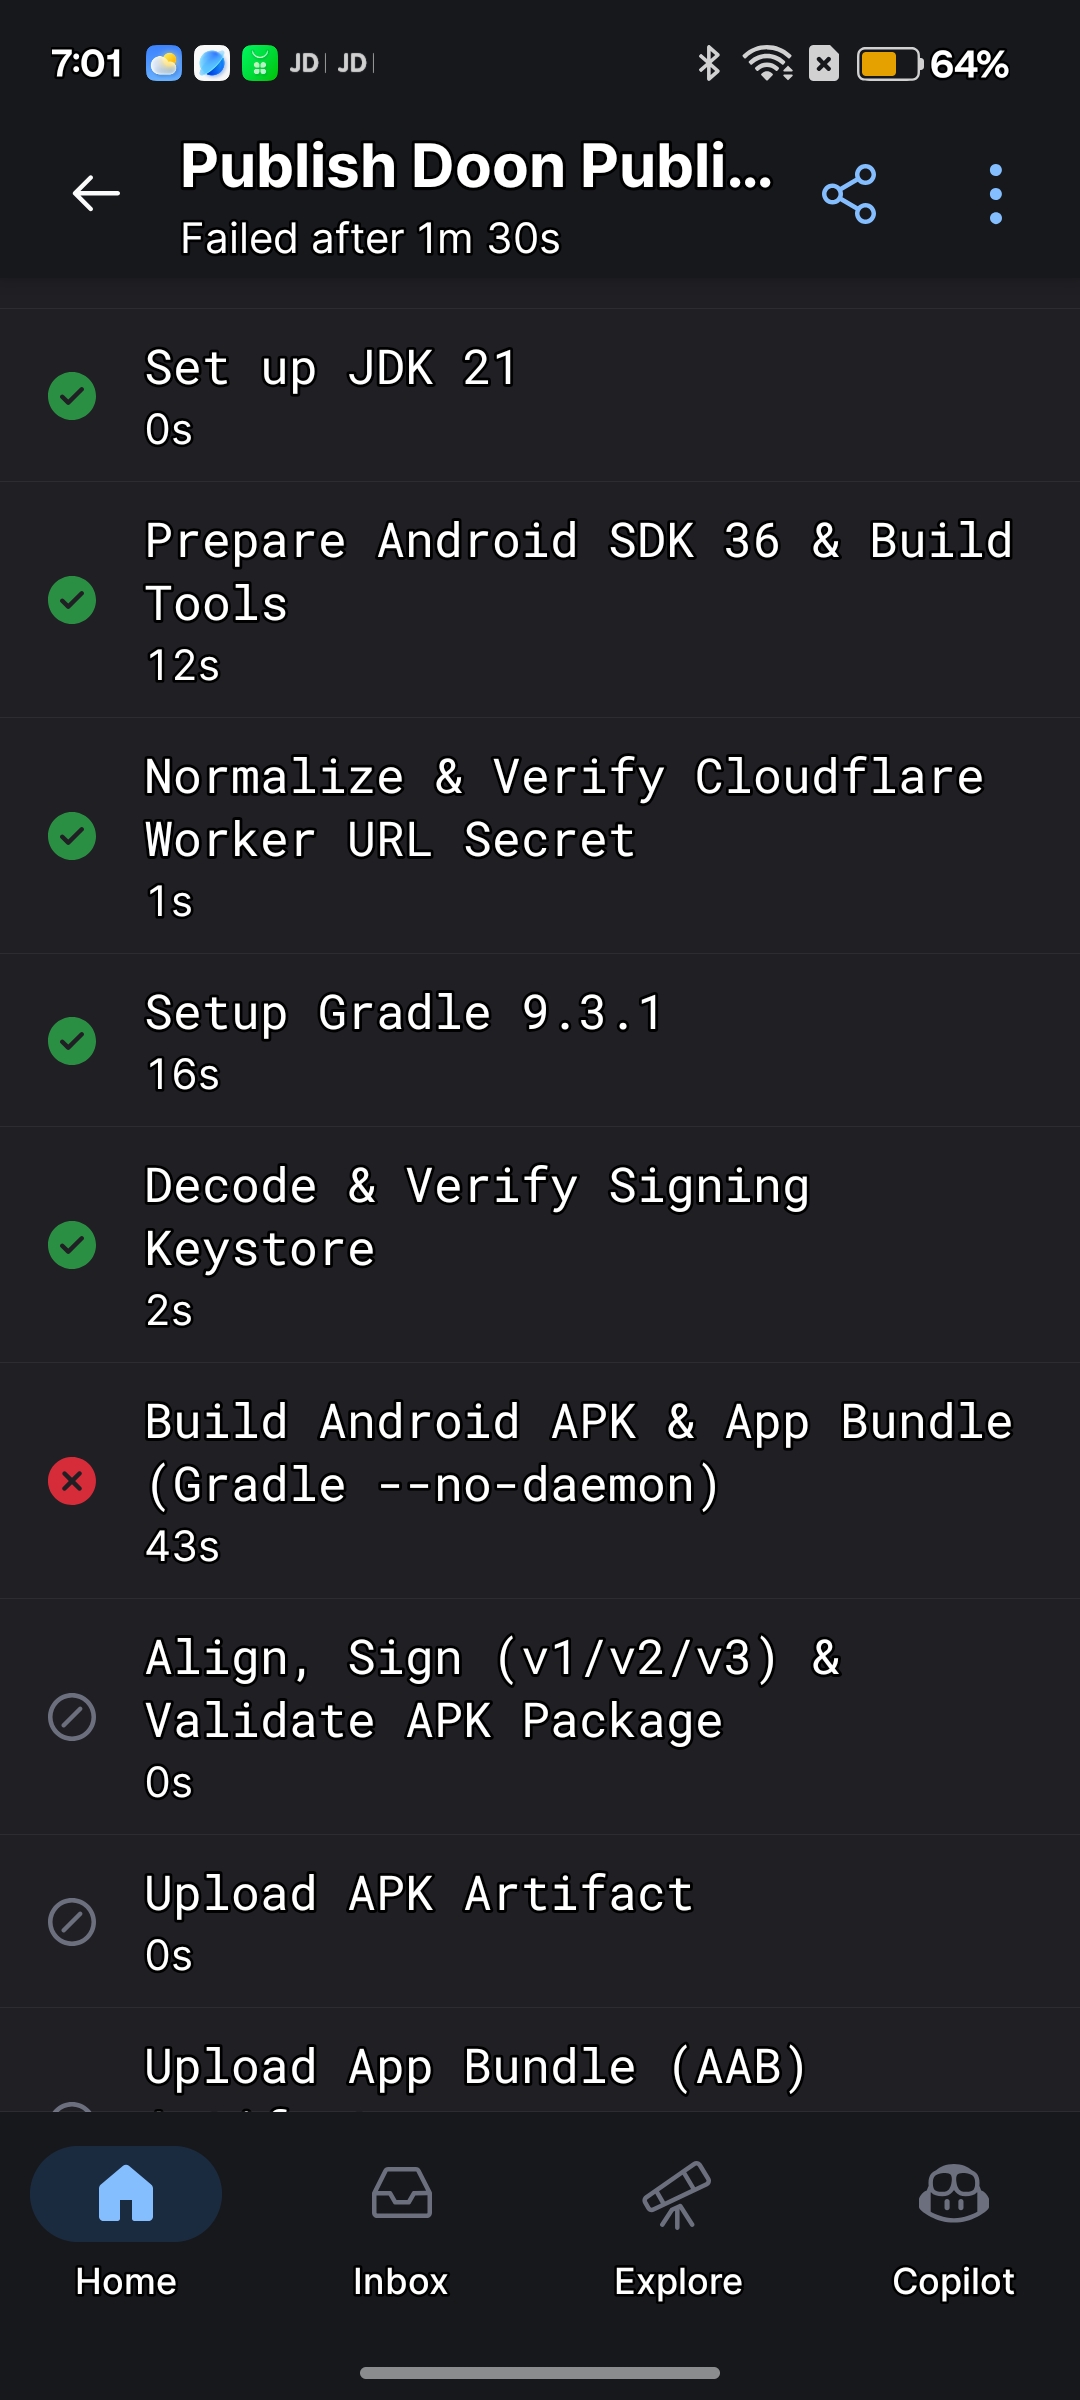 7:01 JD JD 64%
Publish Doon Publi...
Failed after 1m 30s
Set up JDK 21
0s
Prepare Android SDK 36 & Build
Tools
12s
Normalize & Verify Cloudflare
Worker URL Secret
1s
Setup Gradle 9.3.1
16s
Decode & Verify Signing
Keystore
2s
Build Android APK & App Bundle
(Gradle --no-daemon)
43s
Align, Sign (v1/v2/v3) &
Validate APK Package
0s
Upload APK Artifact
0s
Upload App Bundle (AAB)
Home Inbox Explore Copilot